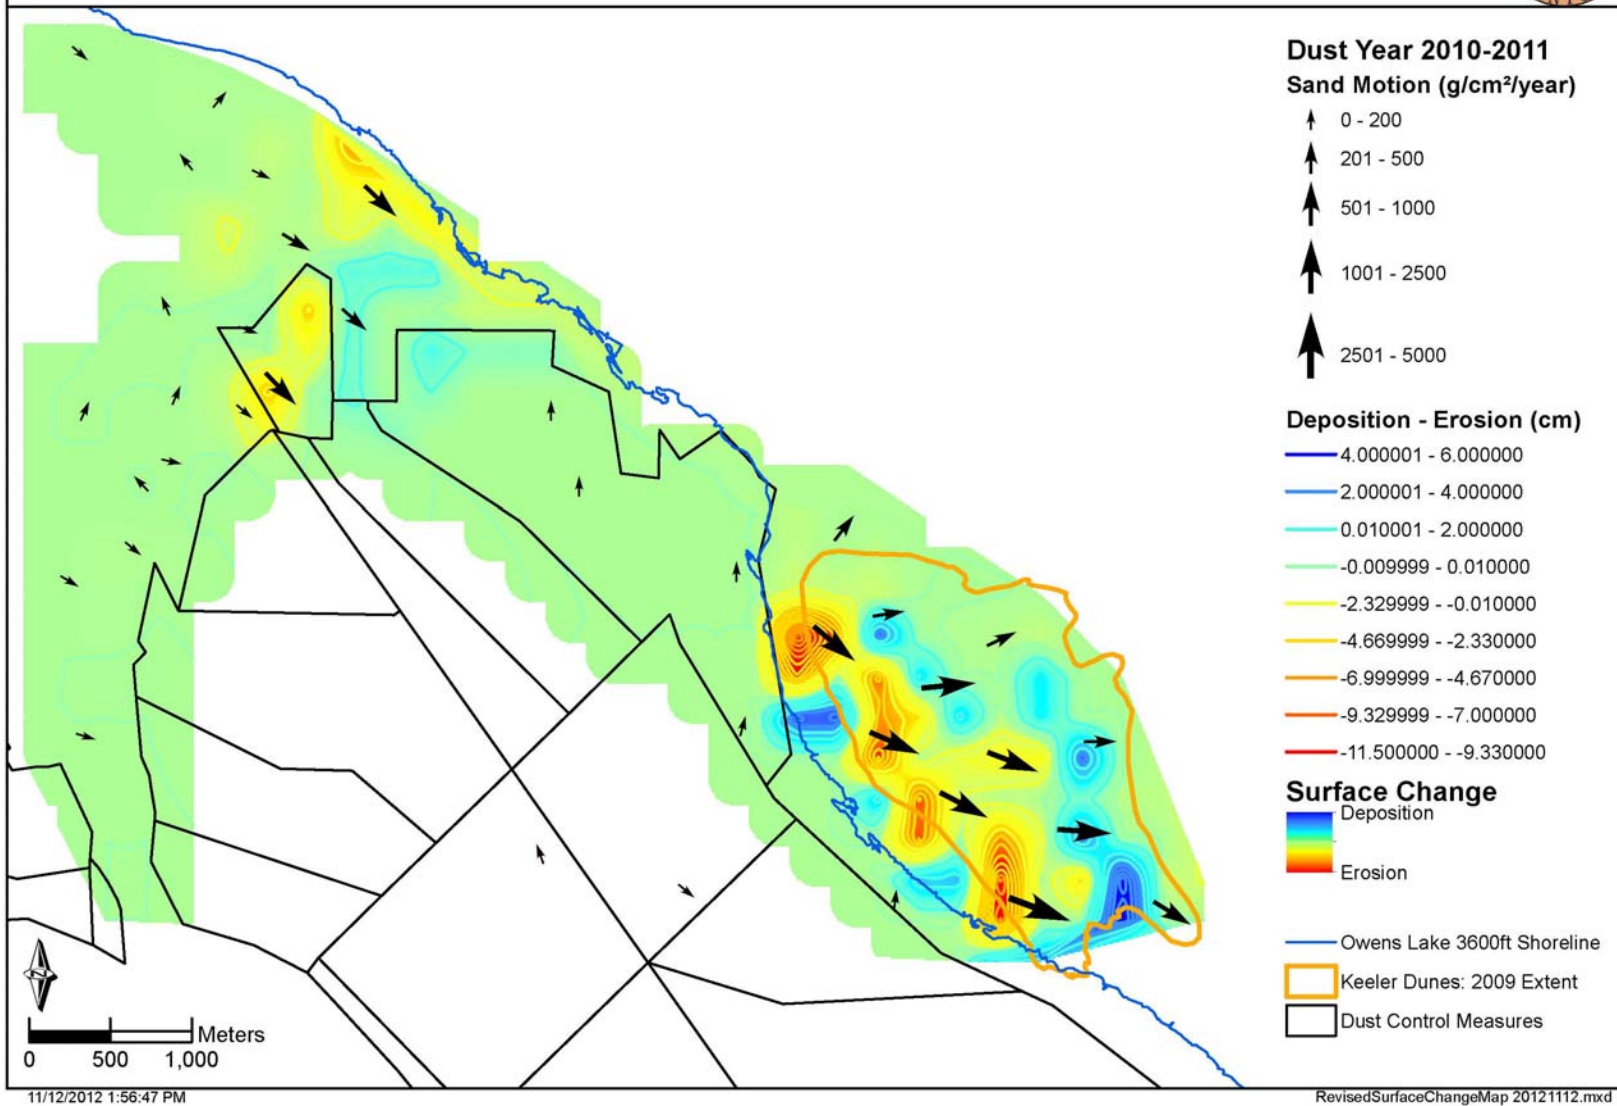 Dust Year 2010-2011
Sand Motion (g/cm²/year)
0 - 200
201 - 500
501 - 1000
1001 - 2500
2501 - 5000
Deposition - Erosion (cm)
4.000001 - 6.000000
2.000001 - 4.000000
0.010001 - 2.000000
-0.009999 - 0.010000
-2.329999 - -0.010000
-4.669999 - -2.330000
-6.999999 - -4.670000
-9.329999 - -7.000000
-11.500000 - -9.330000
Surface Change
Deposition
Erosion
Owens Lake 3600ft Shoreline
Keeler Dunes: 2009 Extent
Dust Control Measures
N
Meters
0 500 1,000
11/12/2012 1:56:47 PM
RevisedSurfaceChangeMap 20121112.mxd